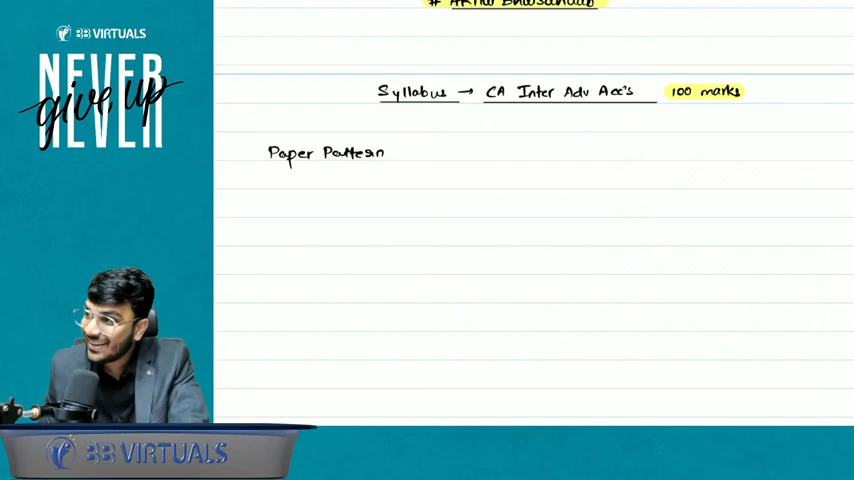 BB VIRTUALS
NEVER
give up
NEVER
Syllabus → CA Inter Adv Acc's 100 marks
Paper Pattern
BB VIRTUALS